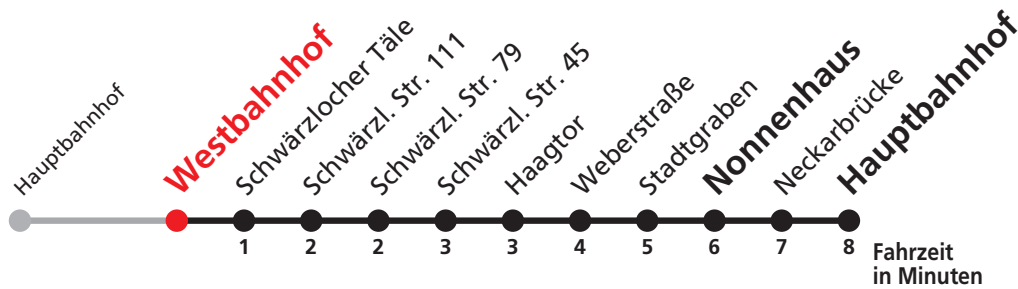 Hauptbahnhof
Westbahnhof
Schwärzlocher Täle
Schwärzl. Str. 111
Schwärzl. Str. 79
Schwärzl. Str. 45
Haagtor
Weberstraße
Stadtgraben
Nonnenhaus
Neckarbrücke
Hauptbahnhof
1 2 2 3 3 4 5 6 7 8
Fahrzeit
in Minuten